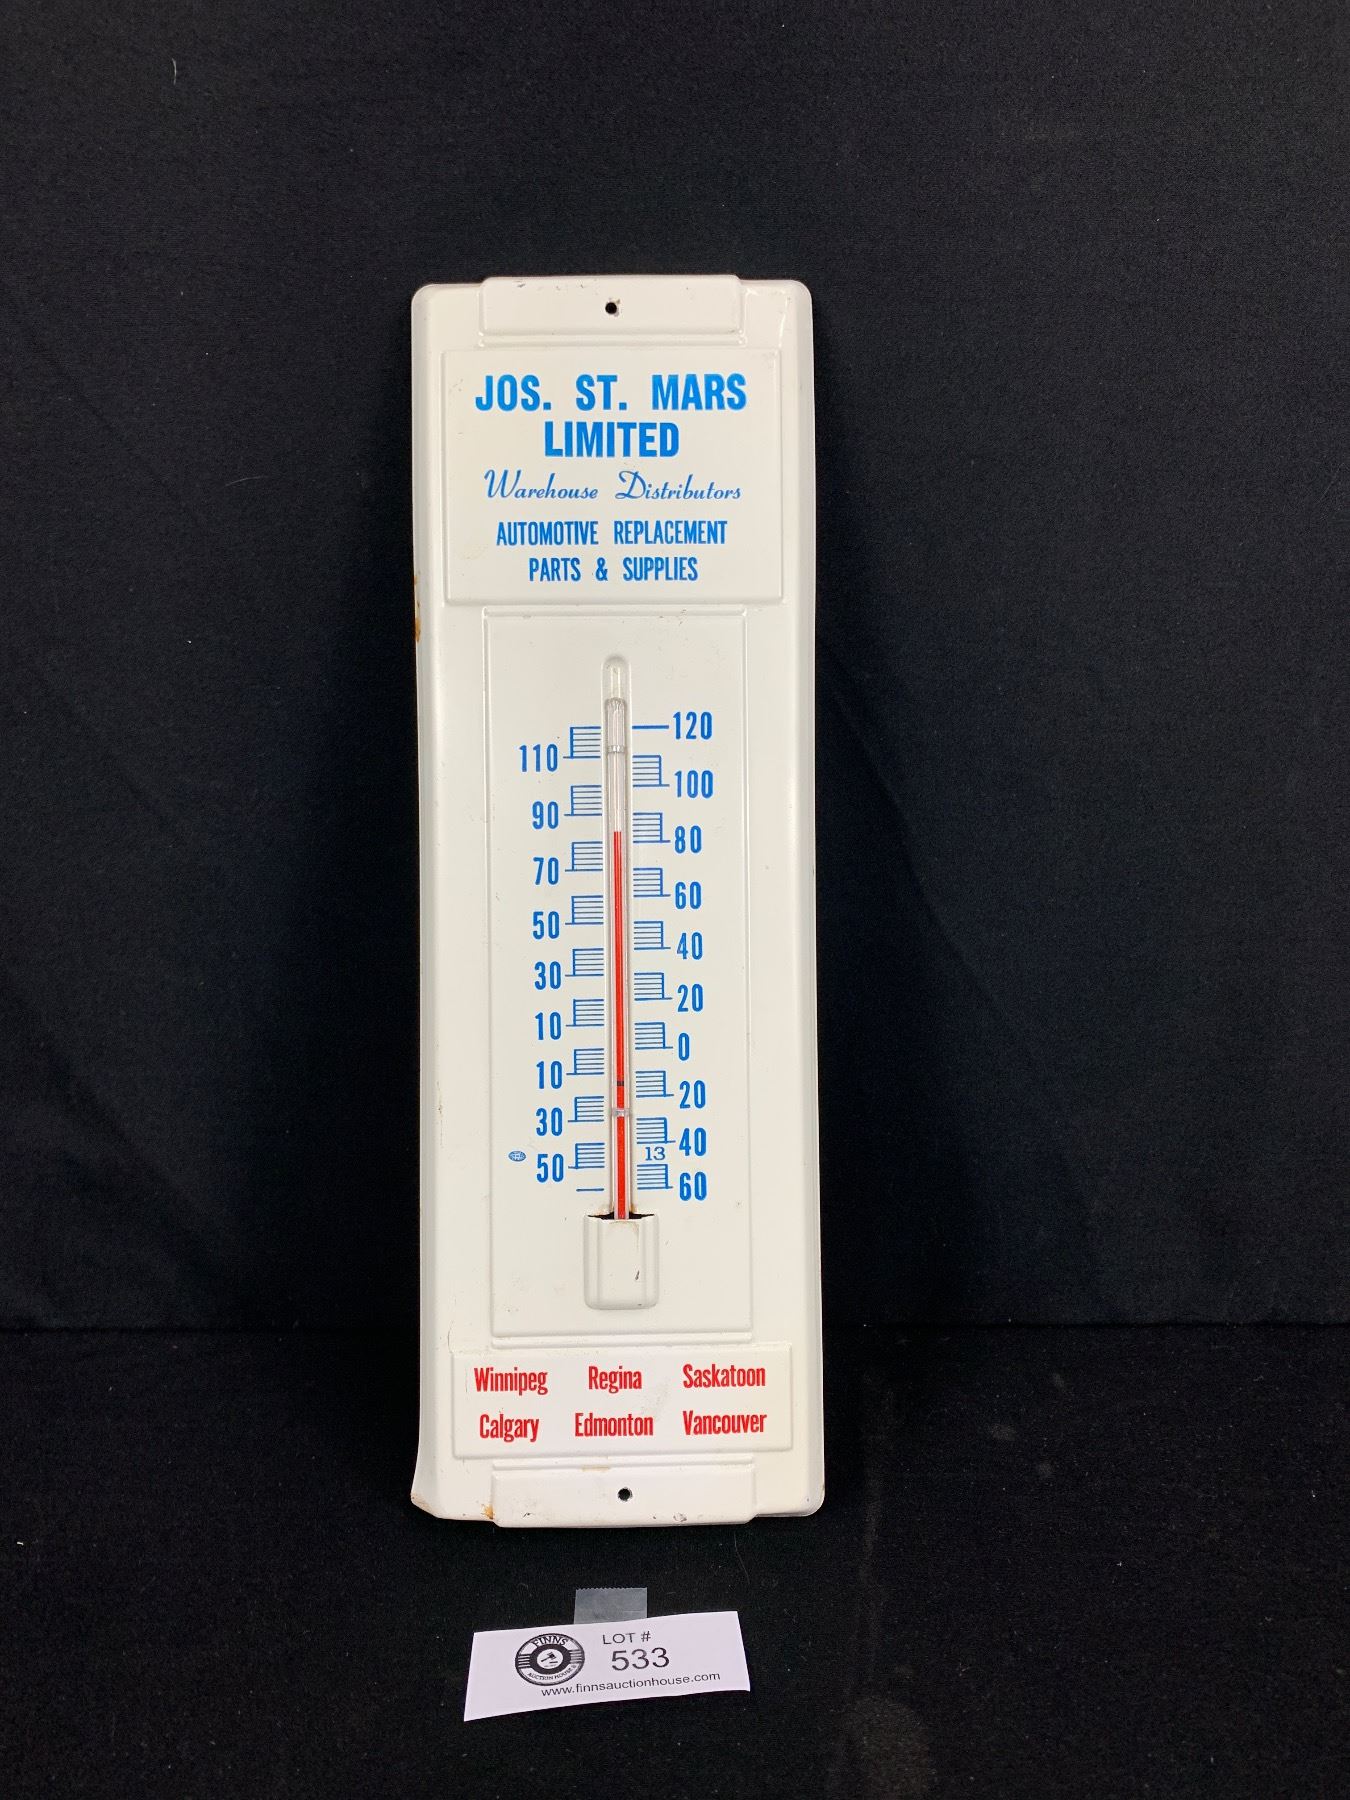 JOS. ST. MARS
LIMITED
Warehouse Distributors
AUTOMOTIVE REPLACEMENT
PARTS & SUPPLIES
120
110
100
90
80
70
60
50
40
30
20
10
0
10
20
30
40
13
50
60
Winnipeg Regina Saskatoon
Calgary Edmonton Vancouver
FINNS
AUCTION HOUSE
LOT #
533
www.finnsauctionhouse.com